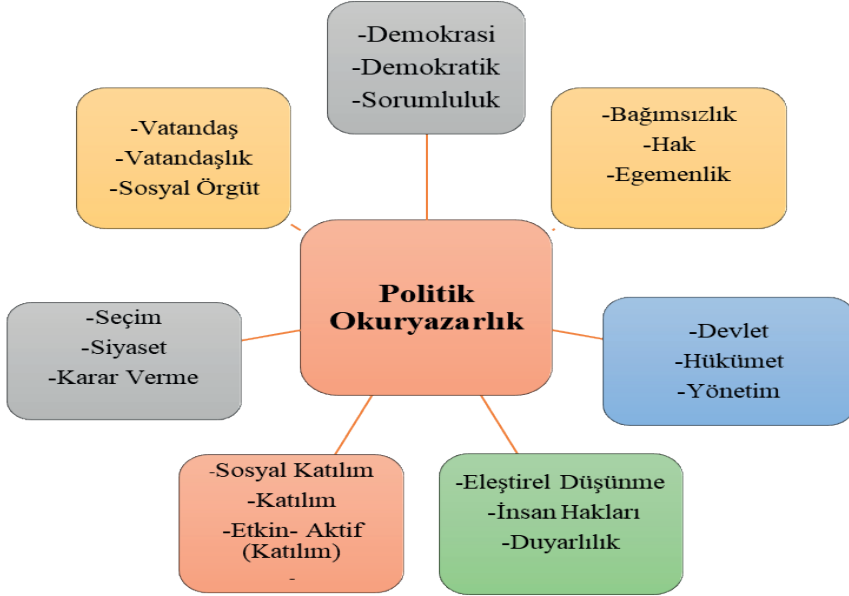 -Demokrasi
-Demokratik
-Sorumluluk
-Vatandaş
-Vatandaşlık
-Sosyal Örgüt
-Bağımsızlık
-Hak
-Egemenlik
Politik
Okuryazarlık
-Seçim
-Siyaset
-Karar Verme
-Devlet
-Hükümet
-Yönetim
-Sosyal Katılım
-Katılım
-Etkin- Aktif
(Katılım)
-
-Eleştirel Düşünme
-İnsan Hakları
-Duyarlılık